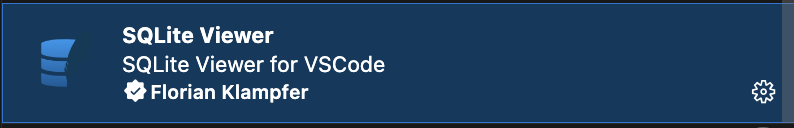 SQLite Viewer
SQLite Viewer for VSCode
Florian Klampfer